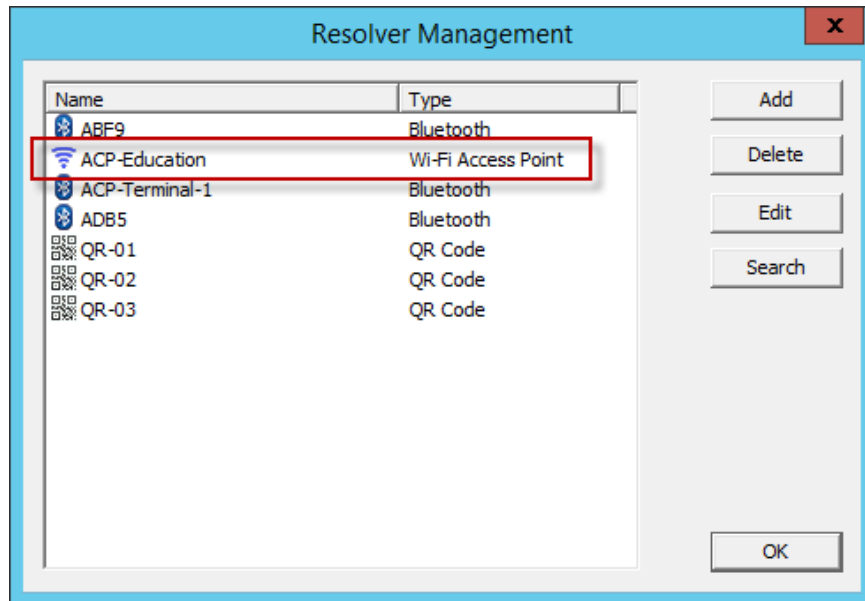 Resolver Management
x
Name Type
ABF9 Bluetooth
ACP-Education Wi-Fi Access Point
ACP-Terminal-1 Bluetooth
ADB5 Bluetooth
QR-01 QR Code
QR-02 QR Code
QR-03 QR Code
Add
Delete
Edit
Search
OK